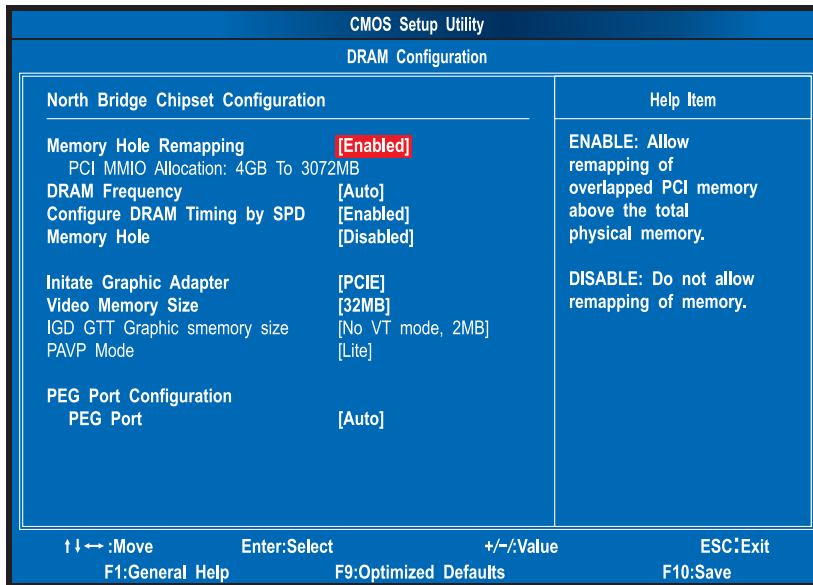 CMOS Setup Utility
DRAM Configuration
North Bridge Chipset Configuration
Memory Hole Remapping [Enabled]
PCI MMIO Allocation: 4GB To 3072MB
DRAM Frequency [Auto]
Configure DRAM Timing by SPD [Enabled]
Memory Hole [Disabled]
Initate Graphic Adapter [PCIE]
Video Memory Size [32MB]
IGD GTT Graphic smemory size [No VT mode, 2MB]
PAVP Mode [Lite]
PEG Port Configuration
PEG Port [Auto]
Help Item
ENABLE: Allow
remapping of
overlapped PCI memory
above the total
physical memory.
DISABLE: Do not allow
remapping of memory.
↑↓↔ :Move Enter:Select +/-/:Value ESC:Exit
F1:General Help F9:Optimized Defaults F10:Save